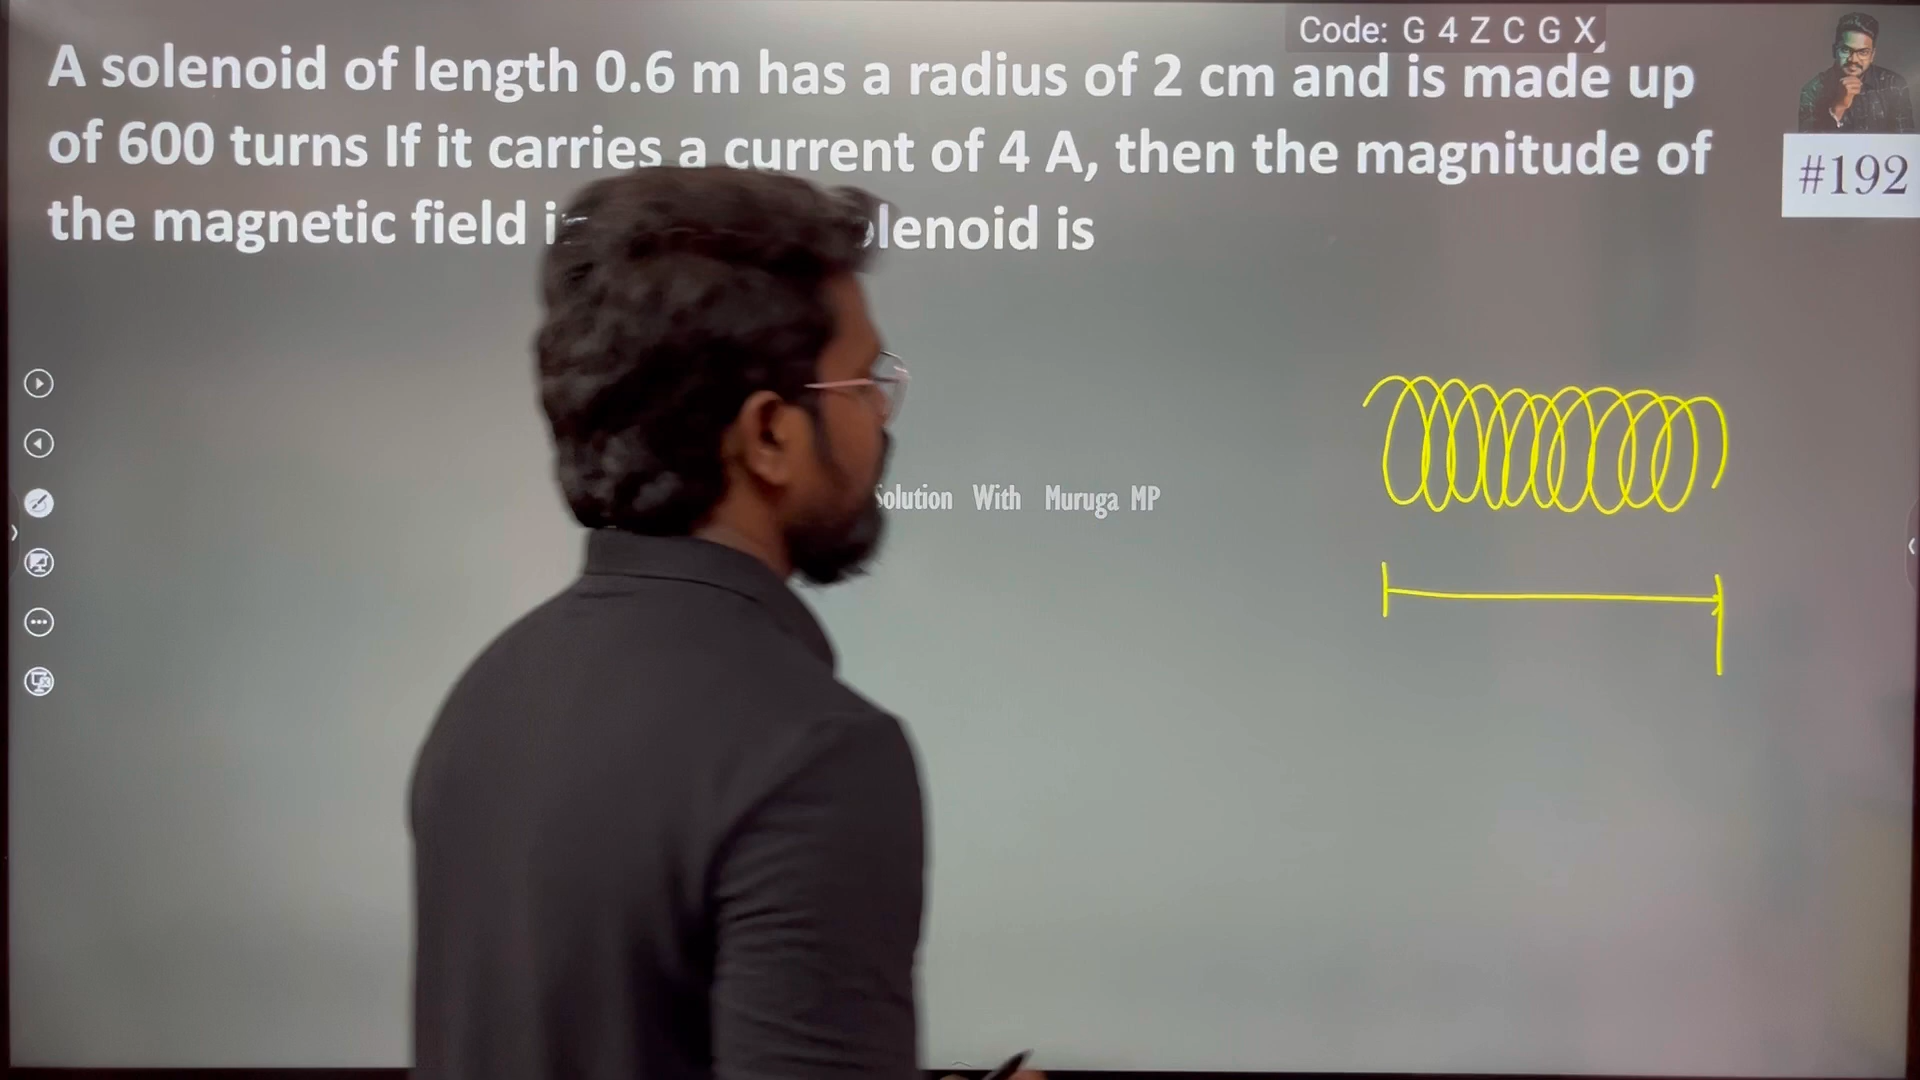 Code: G 4 Z C G X
A solenoid of length 0.6 m has a radius of 2 cm and is made up
of 600 turns If it carries a current of 4 A, then the magnitude of
the magnetic field is
#192
Solution With Muruga MP